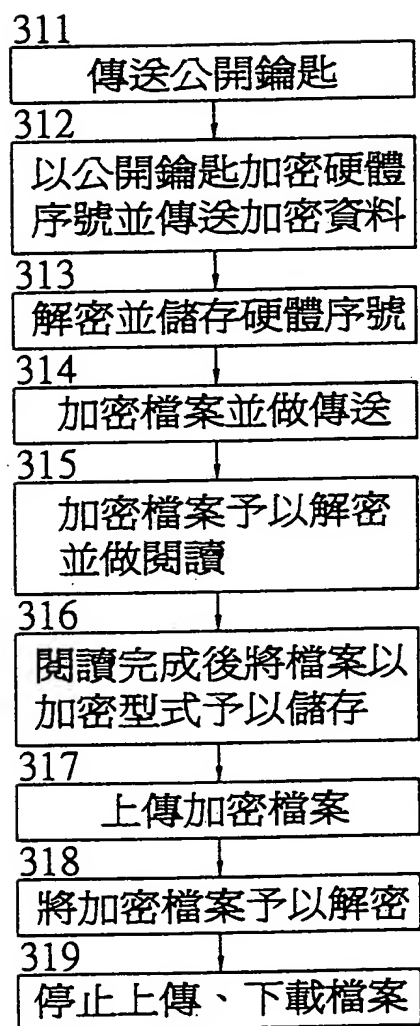 311
傳送公開鑰匙
312
以公開鑰匙加密硬體
序號並傳送加密資料
313
解密並儲存硬體序號
314
加密檔案並做傳送
315
加密檔案予以解密
並做閱讀
316
閱讀完成後將檔案以
加密型式予以儲存
317
上傳加密檔案
318
將加密檔案予以解密
319
停止上傳、下載檔案